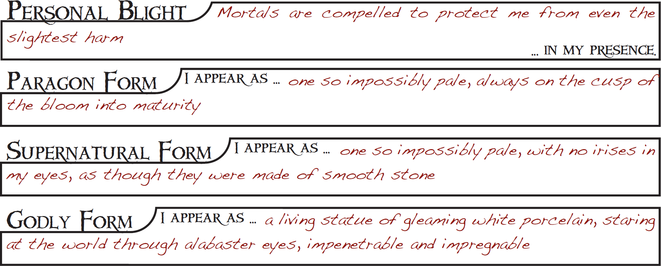 Personal Blight Mortals are compelled to protect me from even the
slightest harm
... in my presence.
Paragon Form I appear as ... one so impossibly pale, always on the cusp of
the bloom into maturity
Supernatural Form I appear as ... one so impossibly pale, with no irises in
my eyes, as though they were made of smooth stone
Godly Form I appear as ... a living statue of gleaming white porcelain, staring
at the world through alabaster eyes, impenetrable and impregnable